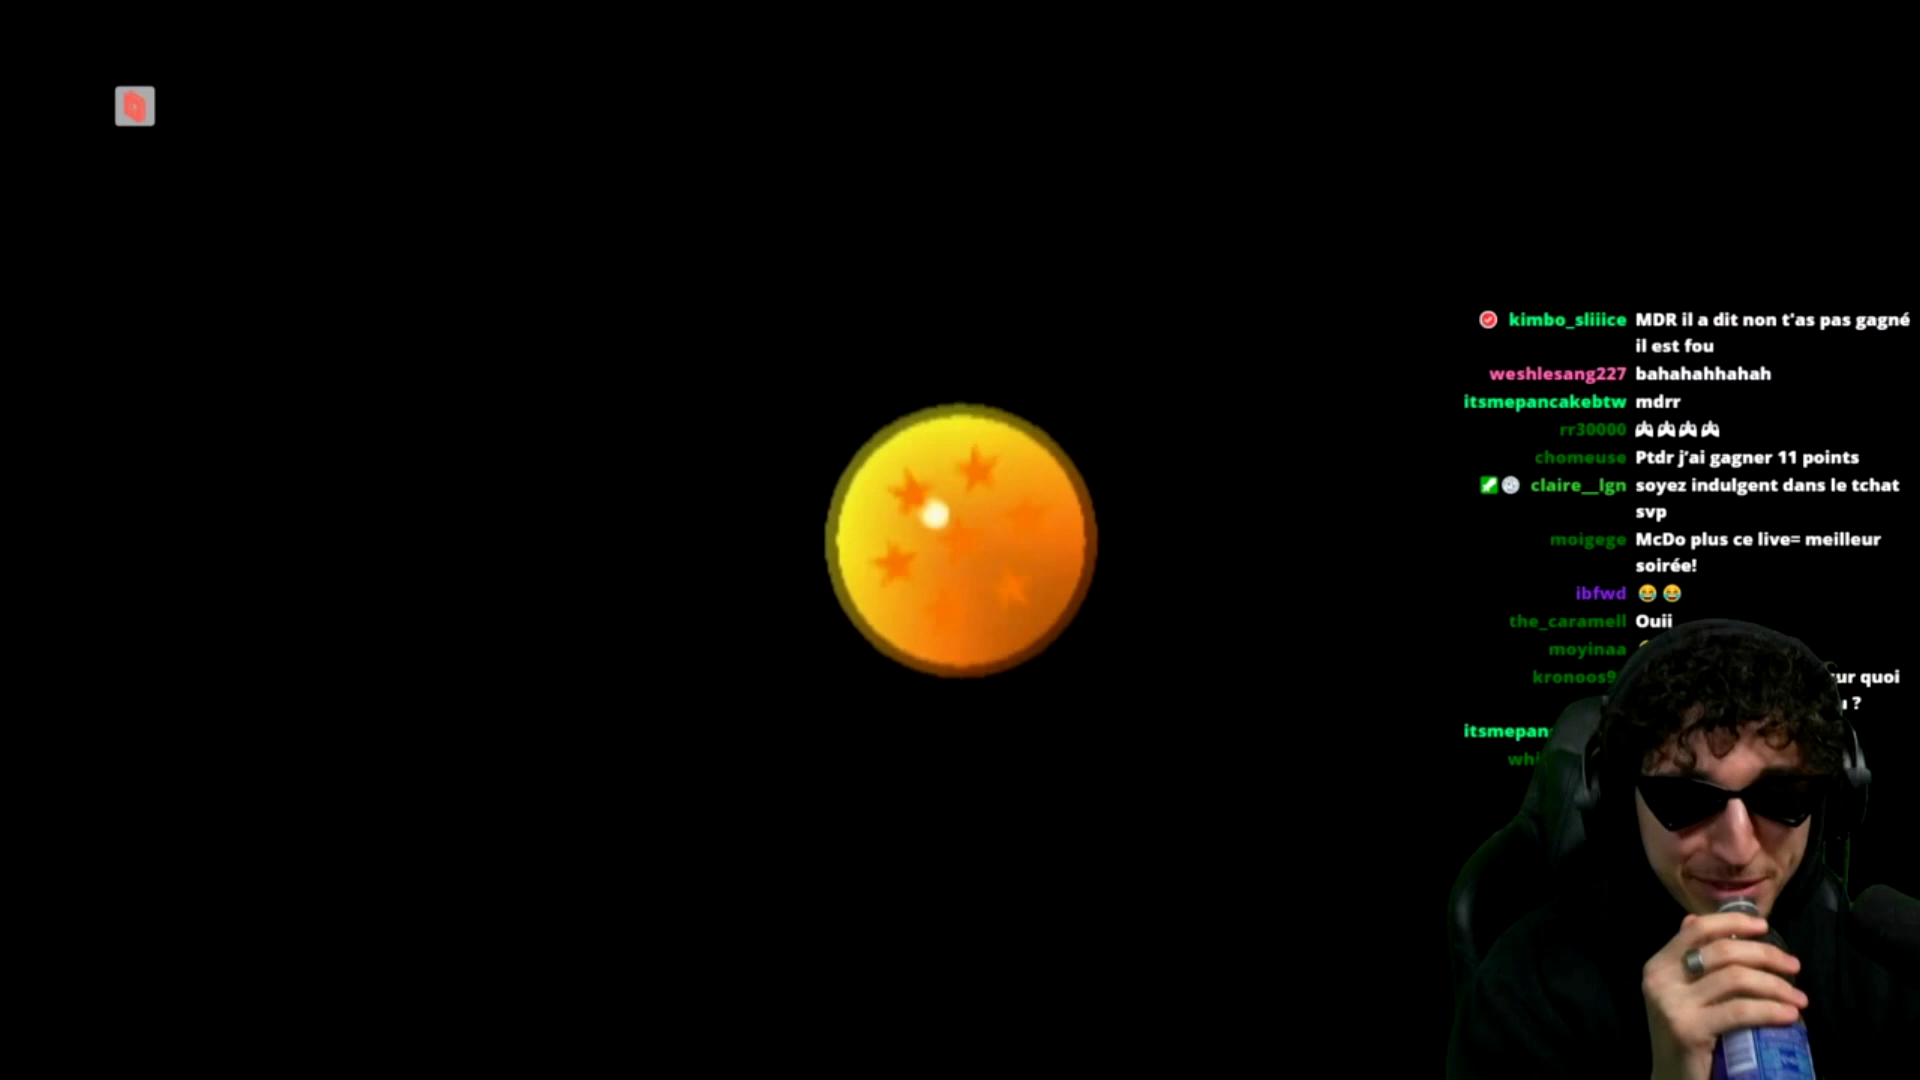 kimbo_sliiice MDR il a dit non t'as pas gagné
il est fou
weshlesang227 bahahahhahah
itsmepancakebtw mdrr
rr30000
chomeuse Ptdr j’ai gagner 11 points
claire__lgn soyez indulgent dans le tchat
svp
moigege McDo plus ce live= meilleur
soirée!
ibfwd 😂 😂
the_caramell Ouii
moyinaa
quoi
?